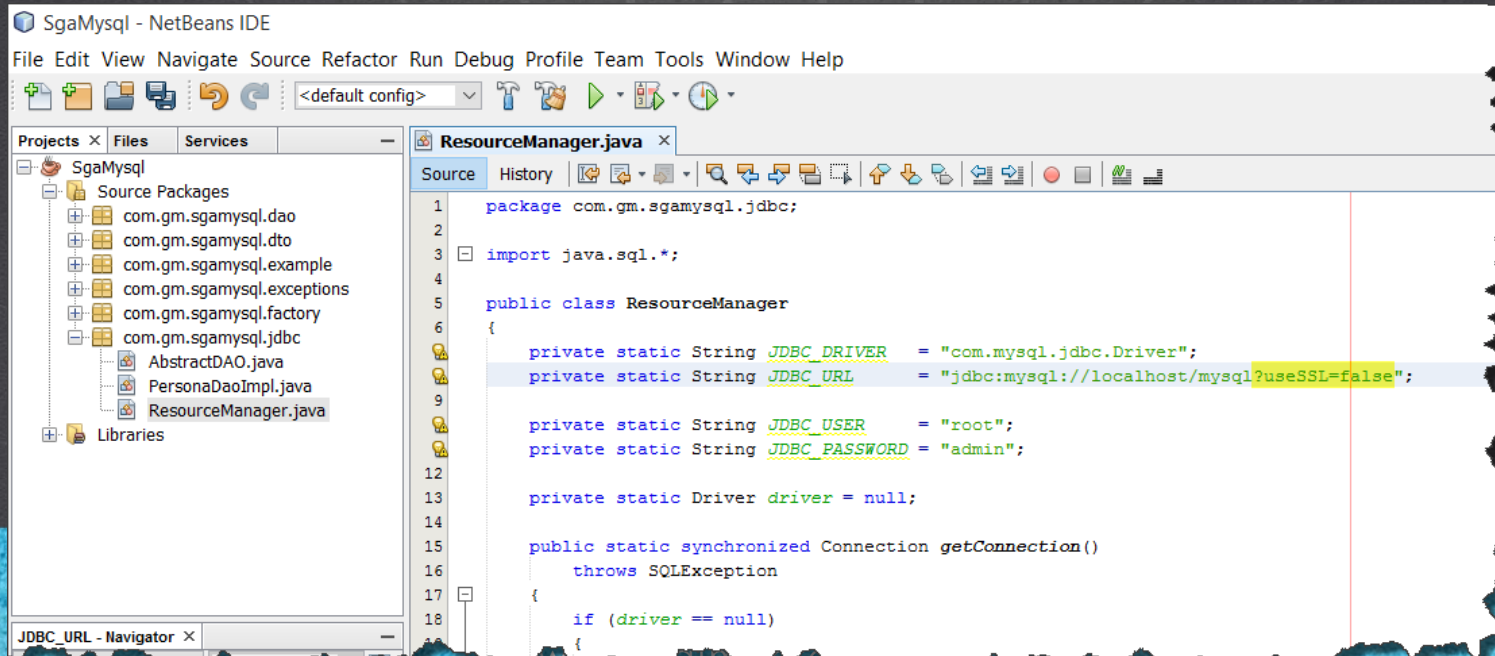 SgaMysql - NetBeans IDE
File Edit View Navigate Source Refactor Run Debug Profile Team Tools Window Help
<default config>
Projects Files Services
SgaMysql
Source Packages
com.gm.sgamysql.dao
com.gm.sgamysql.dto
com.gm.sgamysql.example
com.gm.sgamysql.exceptions
com.gm.sgamysql.factory
com.gm.sgamysql.jdbc
AbstractDAO.java
PersonaDaoImpl.java
ResourceManager.java
Libraries
JDBC_URL - Navigator
ResourceManager.java
Source History
1 package com.gm.sgamysql.jdbc;
2
3 import java.sql.*;
4
5 public class ResourceManager
6 {
private static String JDBC_DRIVER = "com.mysql.jdbc.Driver";
private static String JDBC_URL = "jdbc:mysql://localhost/mysql?useSSL=false";
9
private static String JDBC_USER = "root";
private static String JDBC_PASSWORD = "admin";
12
13 private static Driver driver = null;
14
15 public static synchronized Connection getConnection()
16 throws SQLException
17 {
18 if (driver == null)
{